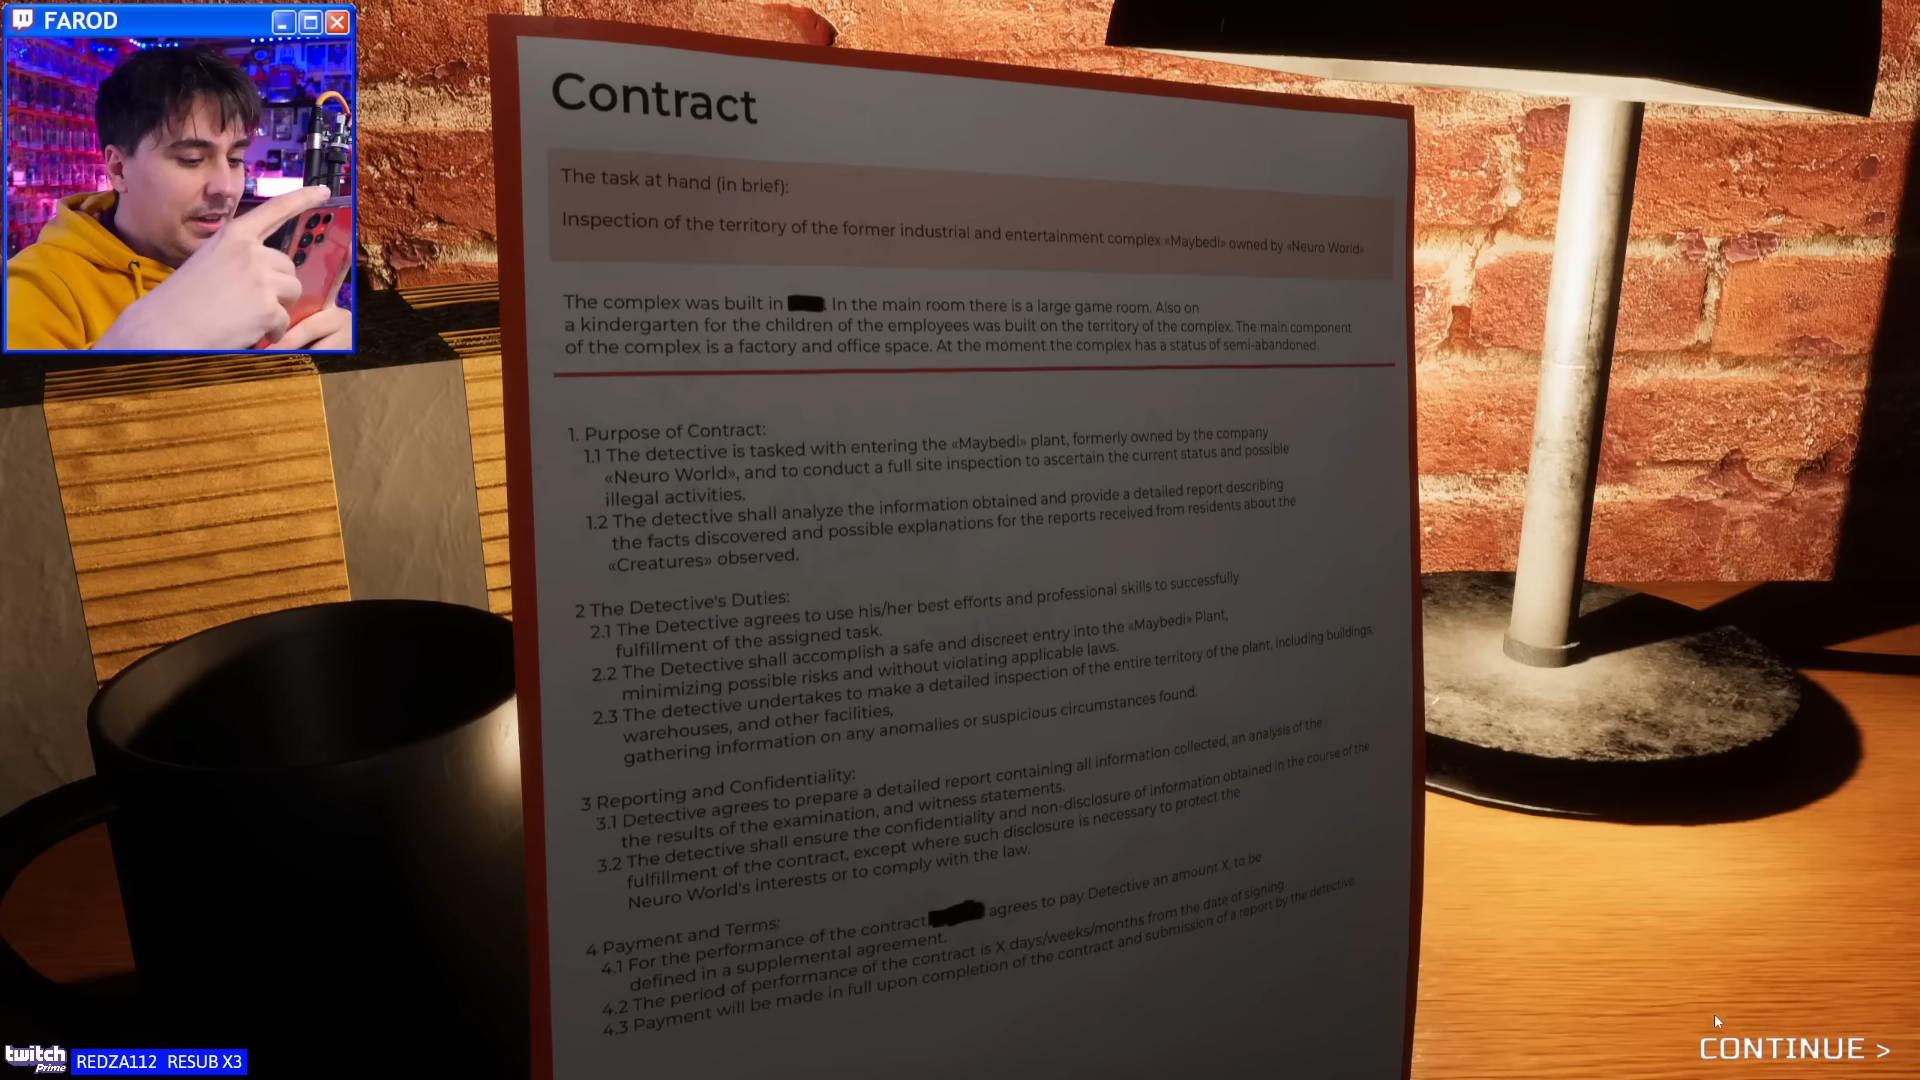 FAROD
Contract
The task at hand (in brief):
Inspection of the territory of the former industrial and entertainment complex «Maybedi» owned by «Neuro World»
The complex was built in . In the main room there is a large game room. Also on
a kindergarten for the children of the employees was built on the territory of the complex. The main component
of the complex is a factory and office space. At the moment the complex has a status of semi-abandoned.
1. Purpose of Contract:
1.1 The detective is tasked with entering the «Maybedi» plant, formerly owned by the company
«Neuro World», and to conduct a full site inspection to ascertain the current status and possible
illegal activities.
1.2 The detective shall analyze the information obtained and provide a detailed report describing
the facts discovered and possible explanations for the reports received from residents about the
«Creatures» observed.
2 The Detective's Duties:
2.1 The Detective agrees to use his/her best efforts and professional skills to successfully
fulfillment of the assigned task.
2.2 The Detective shall accomplish a safe and discreet entry into the «Maybedi» Plant,
minimizing possible risks and without violating applicable laws.
2.3 The detective undertakes to make a detailed inspection of the entire territory of the plant, including buildings,
warehouses, and other facilities,
gathering information on any anomalies or suspicious circumstances found.
3 Reporting and Confidentiality:
3.1 Detective agrees to prepare a detailed report containing all information collected, an analysis of the
the results of the examination, and witness statements.
3.2 The detective shall ensure the confidentiality and non-disclosure of information obtained in the course of the
fulfillment of the contract, except where such disclosure is necessary to protect the
Neuro World's interests or to comply with the law.
4 Payment and Terms:
4.1 For the performance of the contract, agrees to pay Detective an amount X, to be
defined in a supplemental agreement.
4.2 The period of performance of the contract is X days/weeks/months from the date of signing
4.3 Payment will be made in full upon completion of the contract and submission of a report by the detective.
CONTINUE >
twitch
Prime
REDZA112 RESUB X3